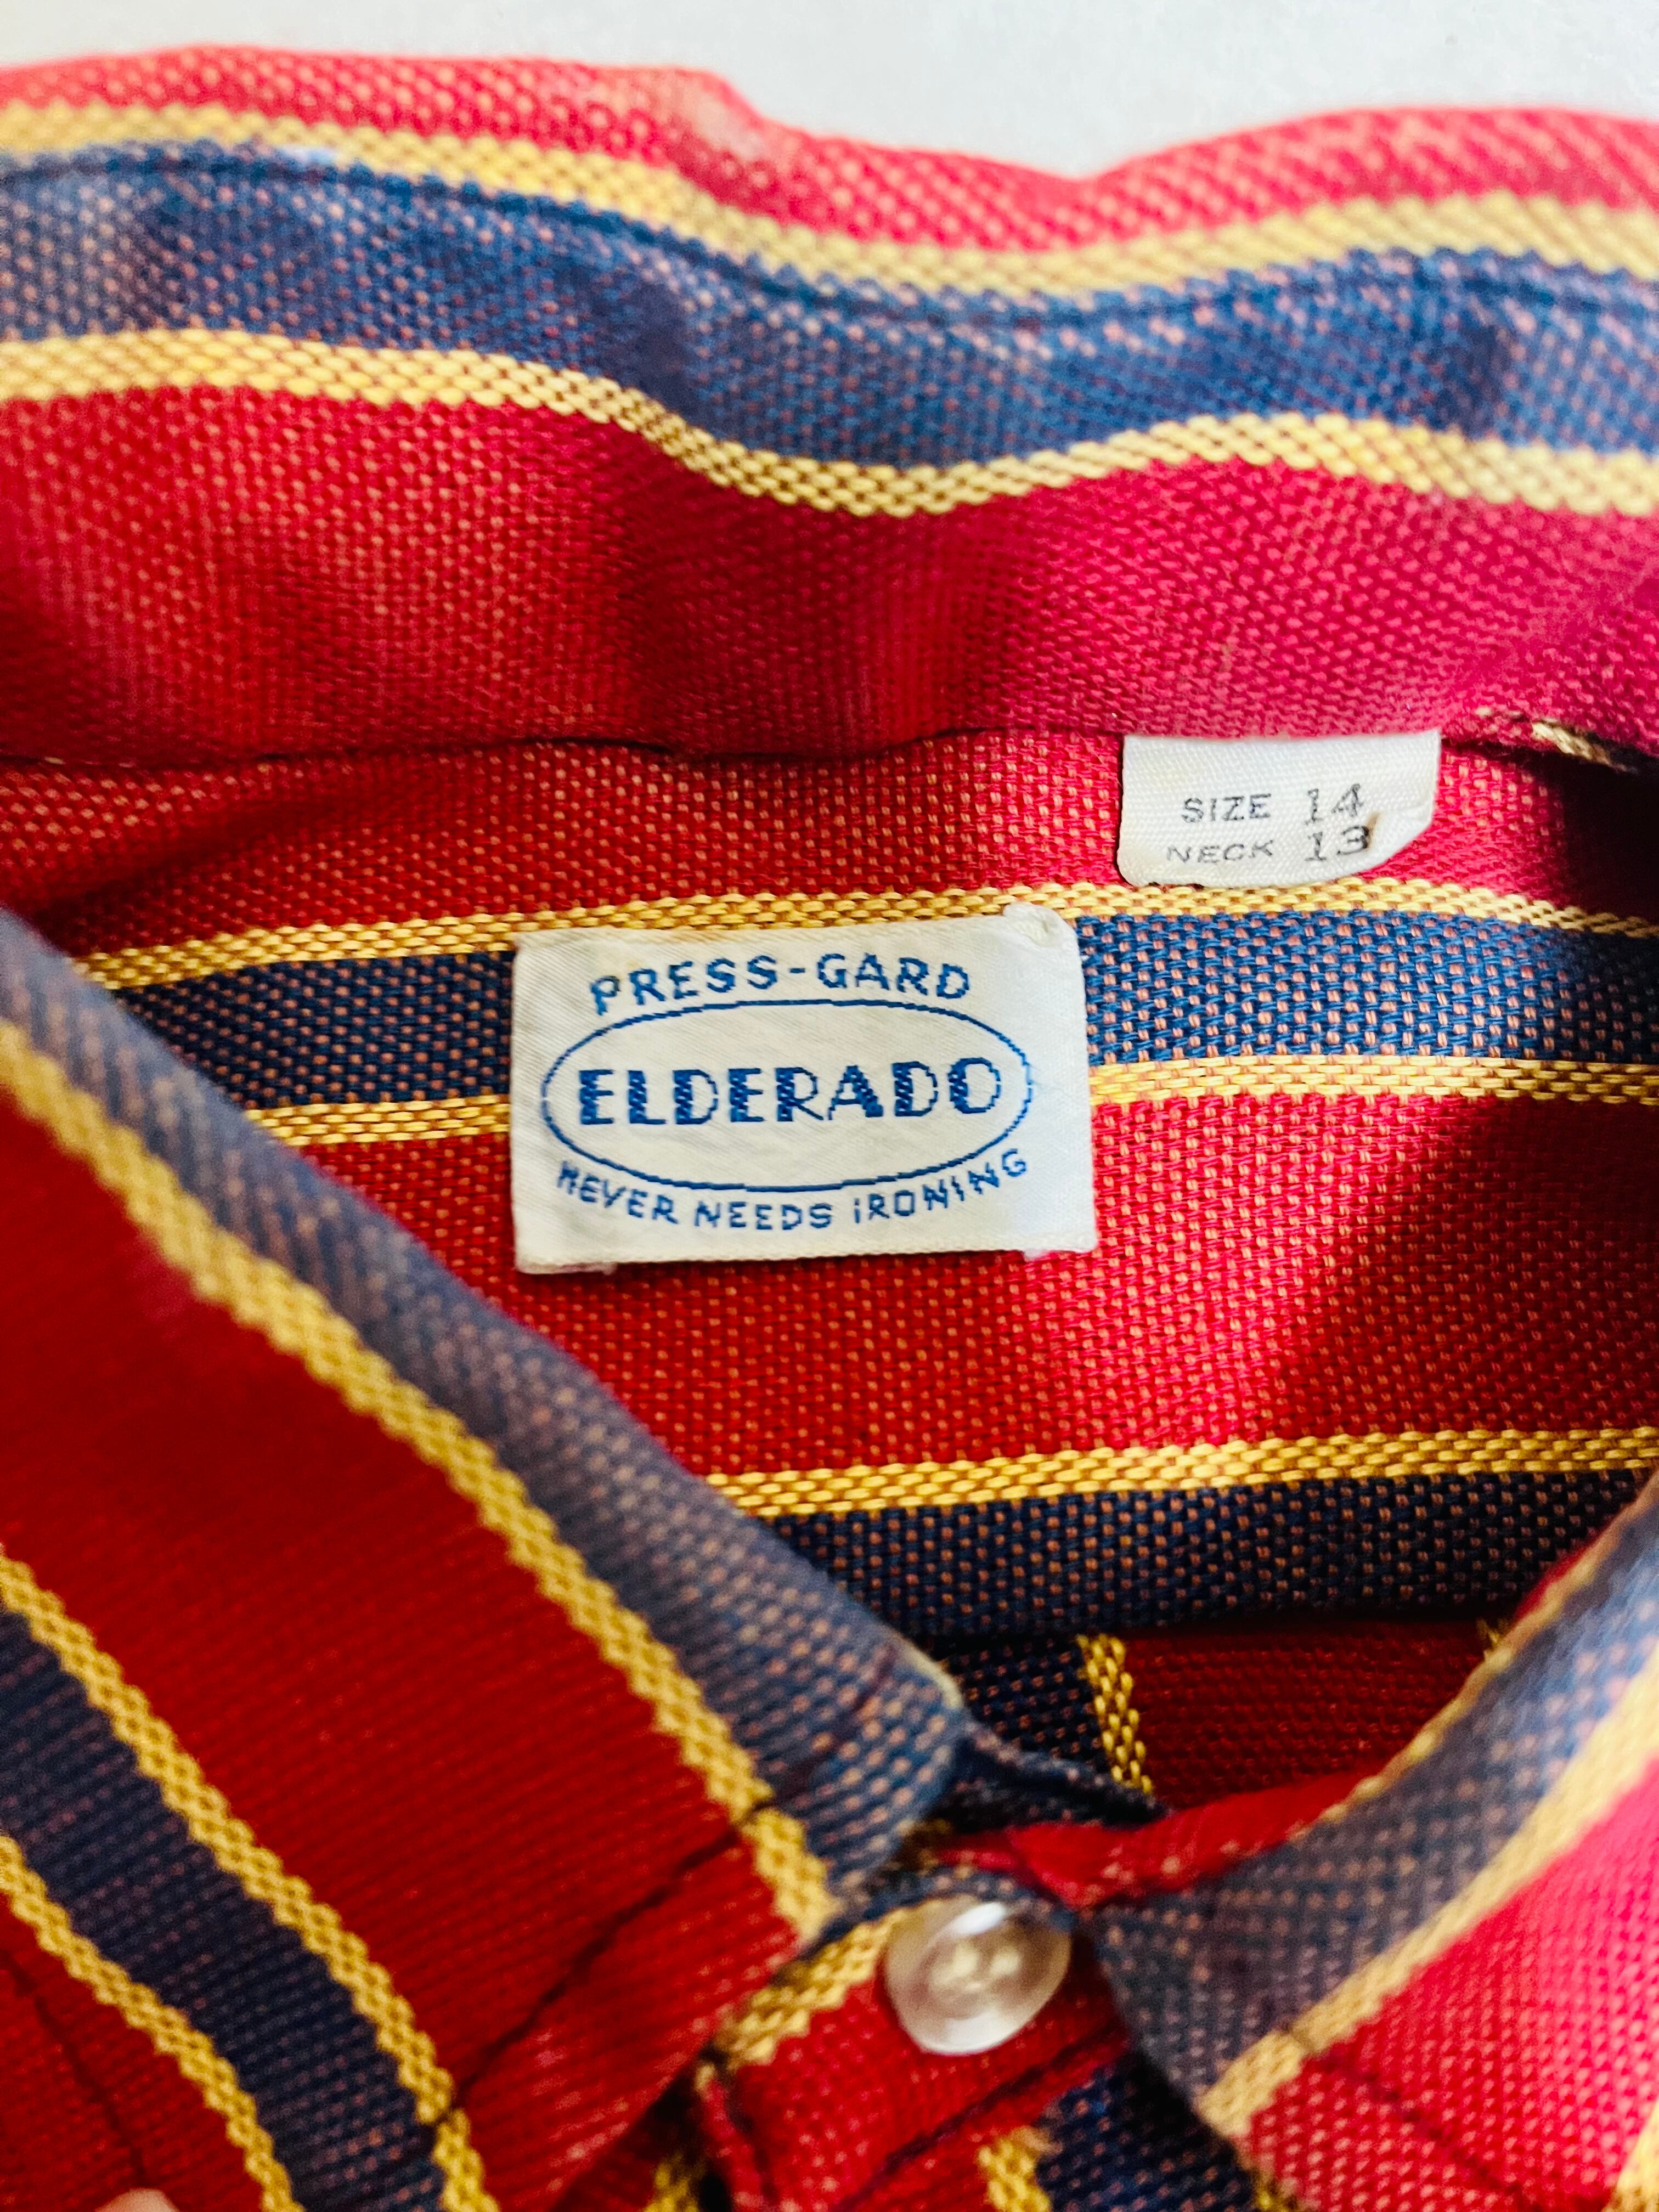 SIZE 14
NECK 13
PRESS-GARD
ELDERADO
NEVER NEEDS IRONING